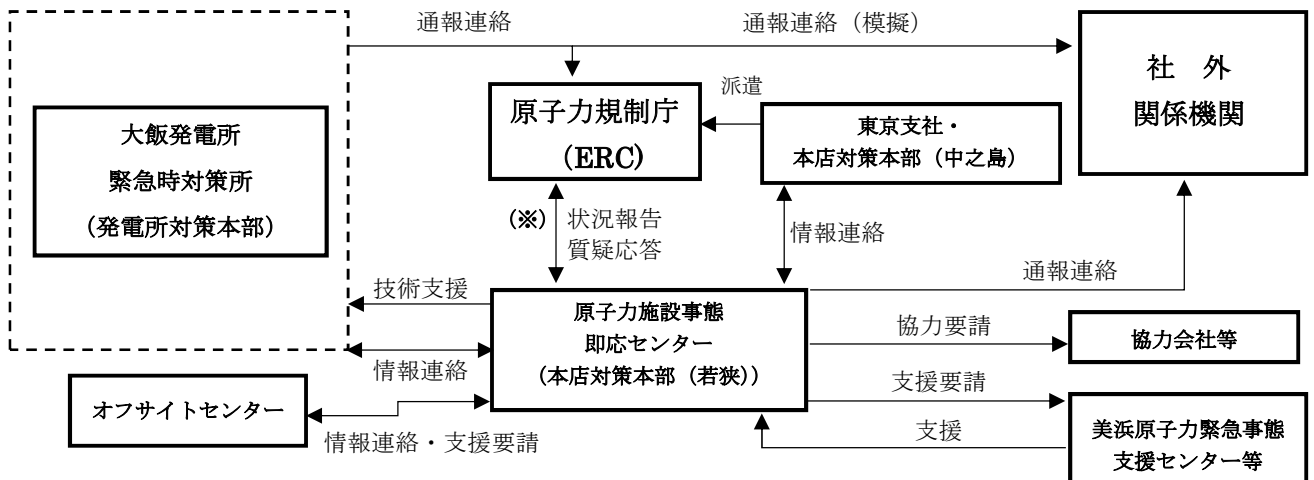 通報連絡
通報連絡（模擬）
社　外
関係機関
大飯発電所
緊急時対策所
（発電所対策本部）
原子力規制庁
(ERC)
派遣
東京支社・
本店対策本部（中之島）
(※)
状況報告
質疑応答
情報連絡
通報連絡
技術支援
原子力施設事態
即応センター
（本店対策本部（若狭））
協力要請
協力会社等
情報連絡
支援要請
オフサイトセンター
情報連絡・支援要請
支援
美浜原子力緊急事態
支援センター等